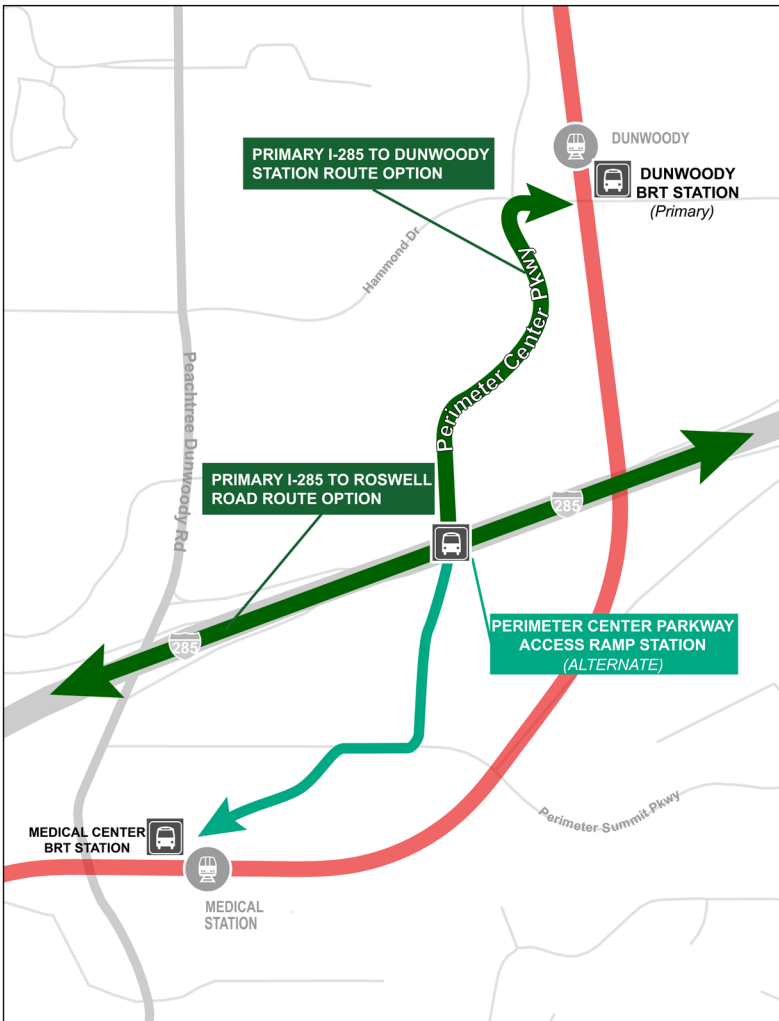 DUNWOODY
PRIMARY I-285 TO DUNWOODY
STATION ROUTE OPTION
DUNWOODY
BRT STATION
(Primary)
Hammond Dr
Perimeter Center Pkwy
Peachtree Dunwoody Rd
PRIMARY I-285 TO ROSWELL
ROAD ROUTE OPTION
285
PERIMETER CENTER PARKWAY
ACCESS RAMP STATION
(ALTERNATE)
285
Perimeter Summit Pkwy
MEDICAL CENTER
BRT STATION
MEDICAL
STATION